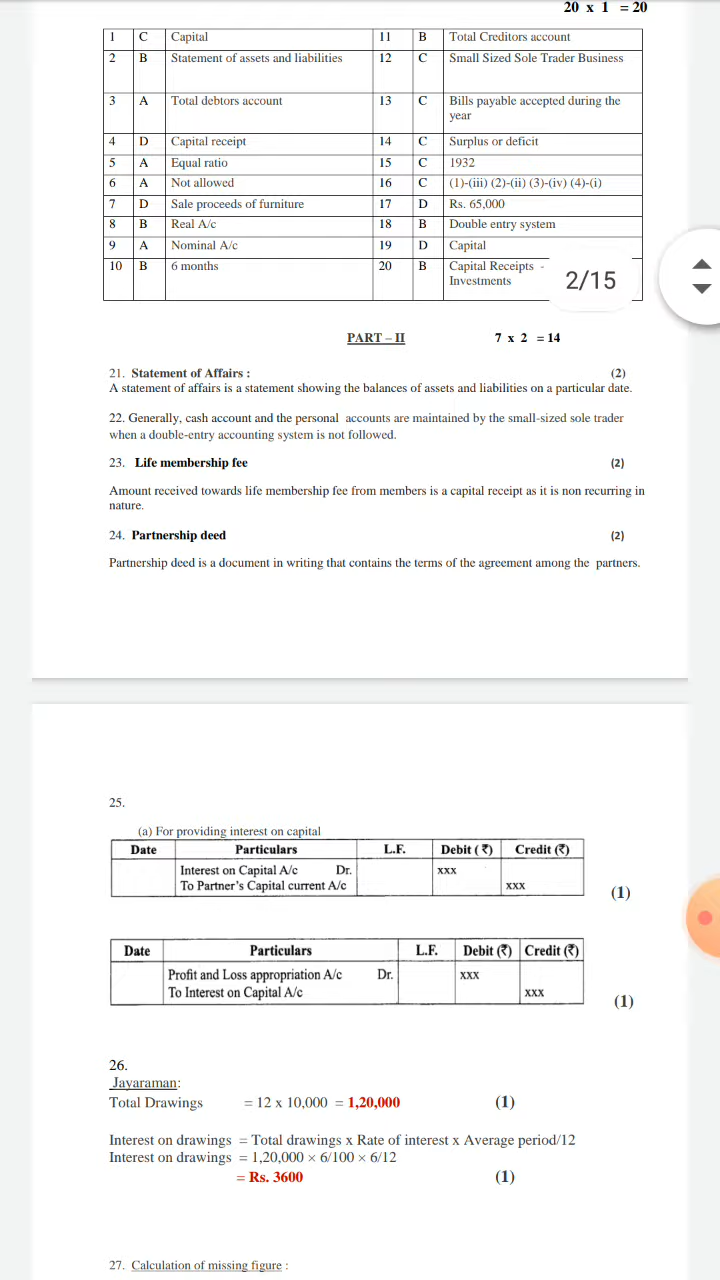 20 x 1 = 20
1 C Capital 11 B Total Creditors account
2 B Statement of assets and liabilities 12 C Small Sized Sole Trader Business
3 A Total debtors account 13 C Bills payable accepted during the
year
4 D Capital receipt 14 C Surplus or deficit
5 A Equal ratio 15 C 1932
6 A Not allowed 16 C (1)-(iii) (2)-(ii) (3)-(iv) (4)-(i)
7 D Sale proceeds of furniture 17 D Rs. 65,000
8 B Real A/c 18 B Double entry system
9 A Nominal A/c 19 D Capital
10 B 6 months 20 B Capital Receipts -
Investments
2/15
PART – II 7 x 2 = 14
21. Statement of Affairs : (2)
A statement of affairs is a statement showing the balances of assets and liabilities on a particular date.
22. Generally, cash account and the personal accounts are maintained by the small-sized sole trader
when a double-entry accounting system is not followed.
23. Life membership fee (2)
Amount received towards life membership fee from members is a capital receipt as it is non recurring in
nature.
24. Partnership deed (2)
Partnership deed is a document in writing that contains the terms of the agreement among the partners.
25.
(a) For providing interest on capital
Date Particulars L.F. Debit (₹) Credit (₹)
Interest on Capital A/c Dr. xxx
To Partner's Capital current A/c xxx
(1)
Date Particulars L.F. Debit (₹) Credit (₹)
Profit and Loss appropriation A/c Dr. xxx
To Interest on Capital A/c xxx
(1)
26.
Jayaraman:
Total Drawings = 12 x 10,000 = 1,20,000 (1)
Interest on drawings = Total drawings x Rate of interest x Average period/12
Interest on drawings = 1,20,000 × 6/100 × 6/12
= Rs. 3600 (1)
27. Calculation of missing figure :